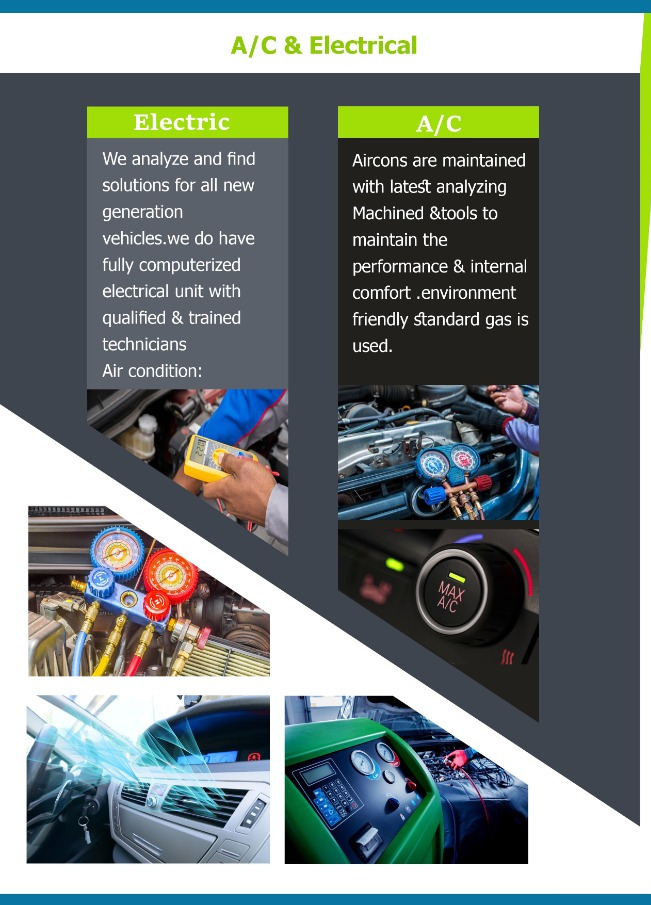 A/C & Electrical
Electric
We analyze and find
solutions for all new
generation
vehicles.we do have
fully computerized
electrical unit with
qualified & trained
technicians
Air condition:
A/C
Aircons are maintained
with latest analyzing
Machined &tools to
maintain the
performance & internal
comfort .environment
friendly standard gas is
used.
MAX
A/C